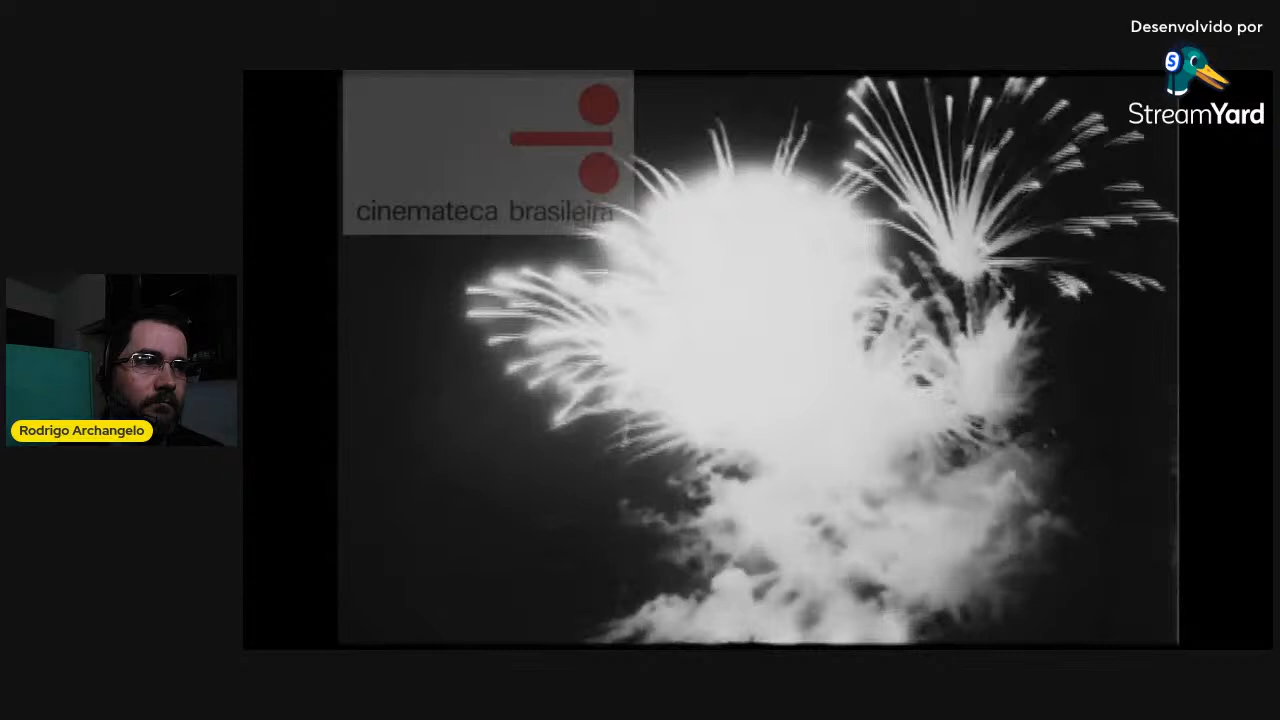 Desenvolvido por
StreamYard
cinemateca brasileira
Rodrigo Archangelo